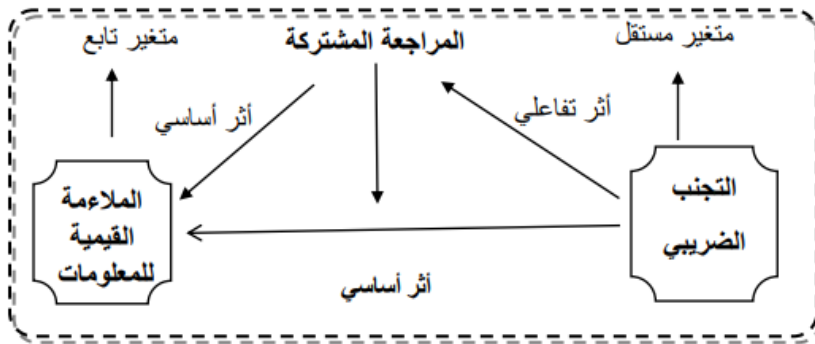 متغير مستقل
المراجعة المشتركة
متغير تابع
أثر تفاعلي
أثر أساسي
التجنب
الضريبي
الملاءمة
القيمية
للمعلومات
أثر أساسي